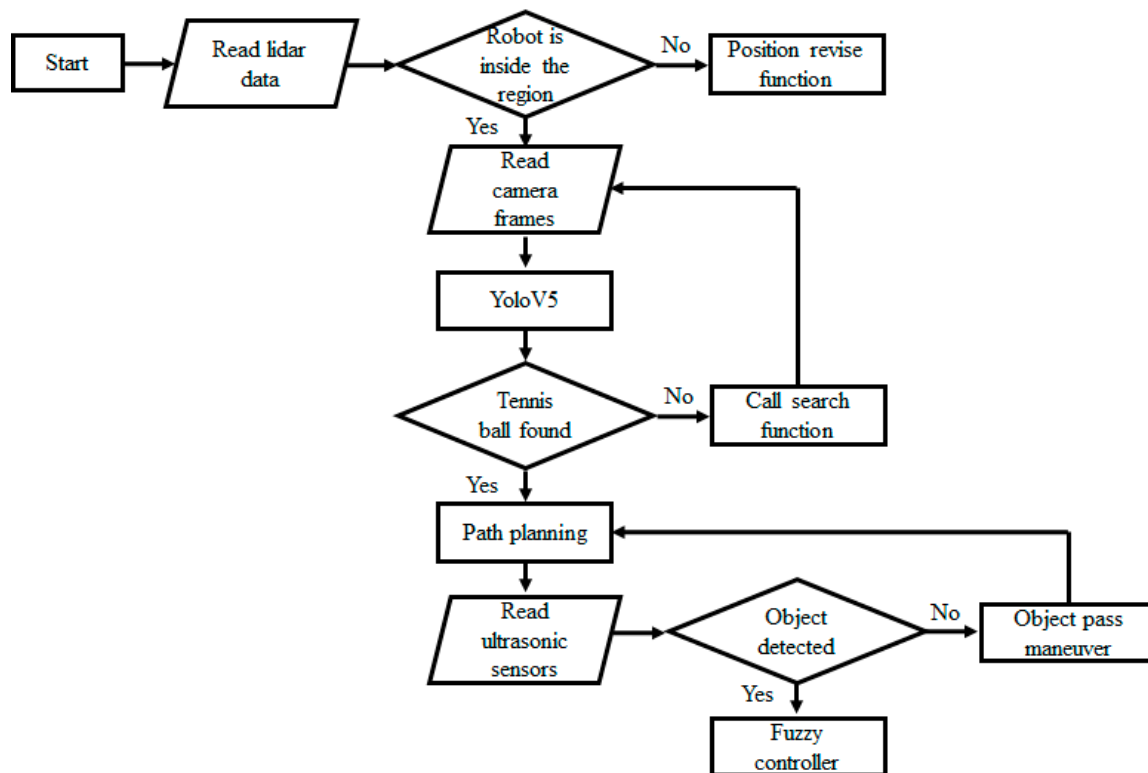 Start
Read lidar
data
Robot is
inside the
region
No
Position revise
function
Yes
Read
camera
frames
YoloV5
Tennis
ball found
No
Call search
function
Yes
Path planning
Read
ultrasonic
sensors
Object
detected
No
Object pass
maneuver
Yes
Fuzzy
controller